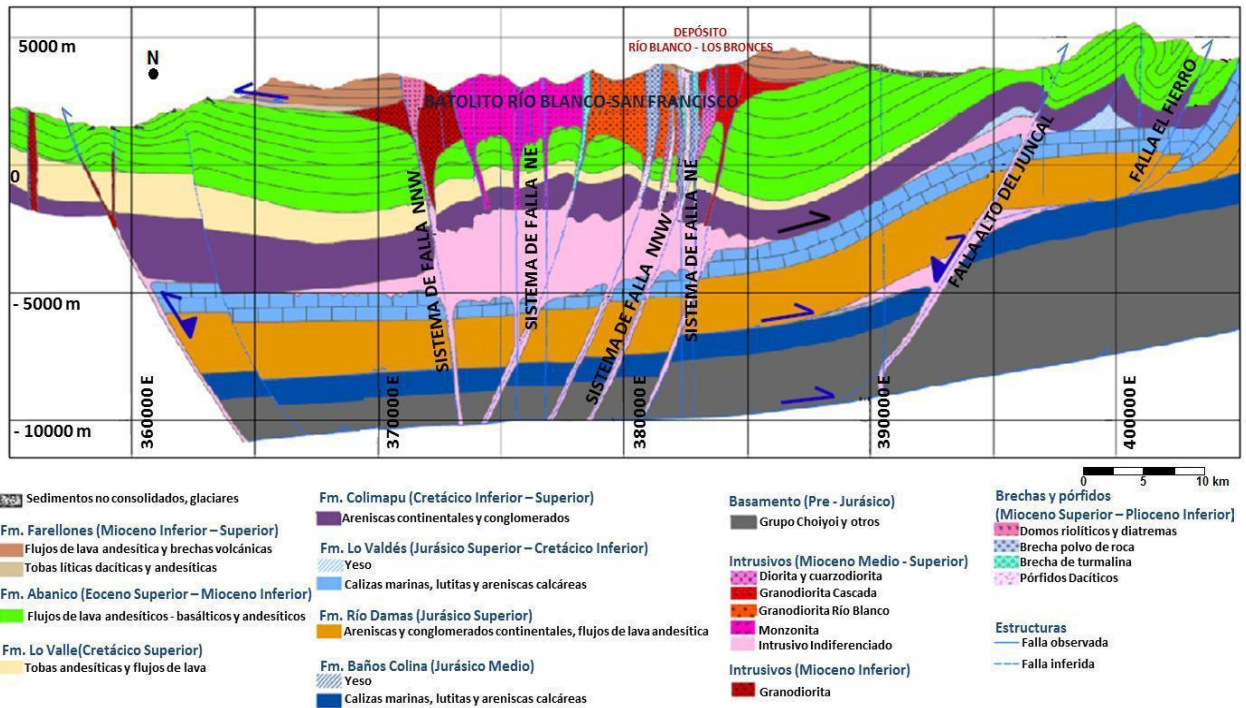 5000 m
N
DEPÓSITO
RÍO BLANCO - LOS BRONCES
BATOLITO RÍO BLANCO-SAN FRANCISCO
0
- 5000 m
- 10000 m
SISTEMA DE FALLA NNW
SISTEMA DE FALLA NE
SISTEMA DE FALLA NNW
SISTEMA DE FALLA NE
FALLA ALTO DEL JUNCAL
FALLA EL FIERRO
360000 E
370000 E
380000 E
390000 E
400000 E
0 5 10 km
Sedimentos no consolidados, glaciares
Fm. Farellones (Mioceno Inferior – Superior)
Flujos de lava andesítica y brechas volcánicas
Tobas líticas dacíticas y andesíticas
Fm. Abanico (Eoceno Superior – Mioceno Inferior)
Flujos de lava andesíticos - basálticos y andesíticos
Fm. Lo Valle(Cretácico Superior)
Tobas andesíticas y flujos de lava
Fm. Colimapu (Cretácico Inferior – Superior)
Areniscas continentales y conglomerados
Fm. Lo Valdés (Jurásico Superior – Cretácico Inferior)
Yeso
Calizas marinas, lutitas y areniscas calcáreas
Fm. Río Damas (Jurásico Superior)
Areniscas y conglomerados continentales, flujos de lava andesítica
Fm. Baños Colina (Jurásico Medio)
Yeso
Calizas marinas, lutitas y areniscas calcáreas
Basamento (Pre - Jurásico)
Grupo Choiyoi y otros
Intrusivos (Mioceno Medio - Superior)
Diorita y cuarzodiorita
Granodiorita Cascada
Granodiorita Río Blanco
Monzonita
Intrusivo Indiferenciado
Intrusivos (Mioceno Inferior)
Granodiorita
Brechas y pórfidos
(Mioceno Superior – Plioceno Inferior)
Domos riolíticos y diatremas
Brecha polvo de roca
Brecha de turmalina
Pórfidos Dacíticos
Estructuras
Falla observada
Falla inferida